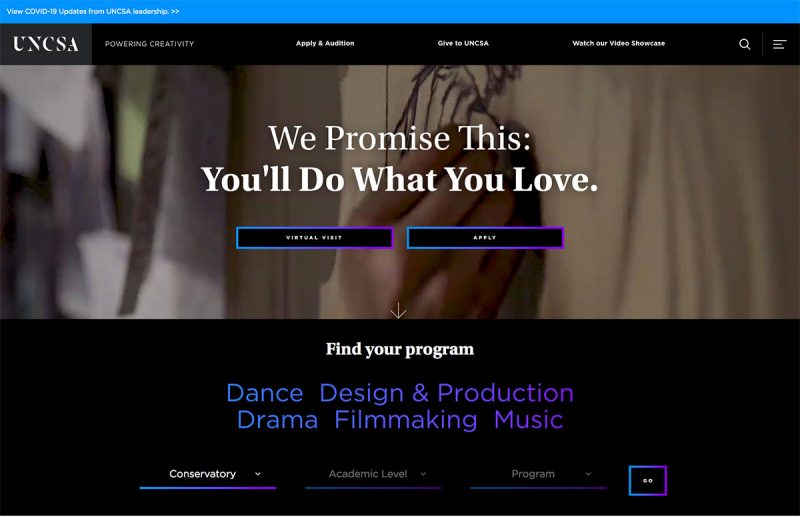 View COVID-19 Updates from UNCSA leadership. >>
UNCSA POWERING CREATIVITY Apply & Audition Give to UNCSA Watch our Video Showcase
We Promise This:
You'll Do What You Love.
VIRTUAL VISIT APPLY
Find your program
Dance Design & Production
Drama Filmmaking Music
Conservatory Academic Level Program GO